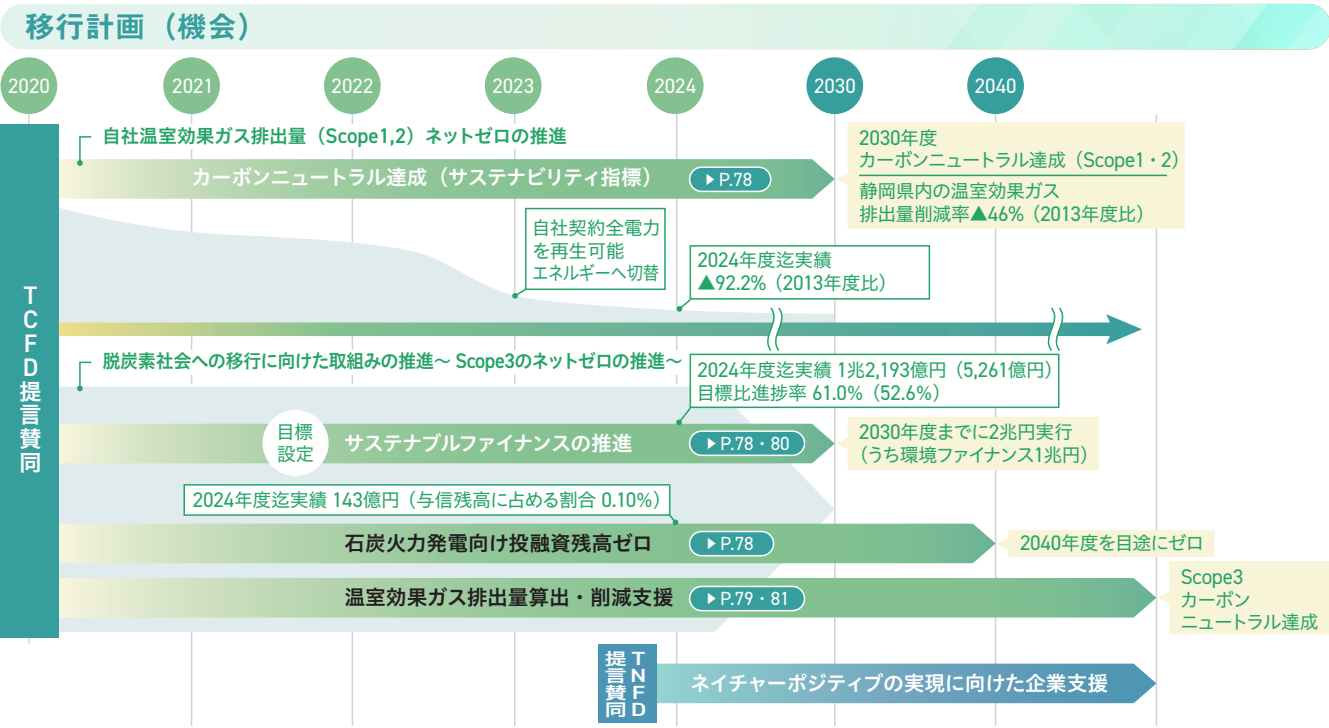 移行計画（機会）
2020
2021
2022
2023
2024
2030
2040
TCFD提言賛同
自社温室効果ガス排出量（Scope1,2）ネットゼロの推進
カーボンニュートラル達成（サステナビリティ指標）
▶P.78
2030年度
カーボンニュートラル達成（Scope1・2）
静岡県内の温室効果ガス
排出量削減率▲46%（2013年度比）
自社契約全電力
を再生可能
エネルギーへ切替
2024年度迄実績
▲92.2%（2013年度比）
脱炭素社会への移行に向けた取組みの推進～ Scope3のネットゼロの推進～
2024年度迄実績 1兆2,193億円（5,261億円）
目標比進捗率 61.0%（52.6%）
目標
設定
サステナブルファイナンスの推進
▶P.78・80
2030年度までに2兆円実行
（うち環境ファイナンス1兆円）
2024年度迄実績 143億円（与信残高に占める割合 0.10%）
石炭火力発電向け投融資残高ゼロ
▶P.78
2040年度を目途にゼロ
温室効果ガス排出量算出・削減支援
▶P.79・81
Scope3
カーボン
ニュートラル達成
TNFD
提言賛同
ネイチャーポジティブの実現に向けた企業支援